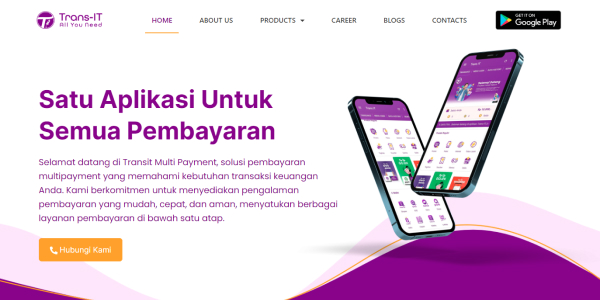 Trans-IT
All You Need
HOME
ABOUT US
PRODUCTS
CAREER
BLOGS
CONTACTS
GET IT ON
Google Play
Satu Aplikasi Untuk
Semua Pembayaran
Selamat datang di Transit Multi Payment, solusi pembayaran
multipayment yang memahami kebutuhan transaksi keuangan
Anda. Kami berkomitmen untuk menyediakan pengalaman
pembayaran yang mudah, cepat, dan aman, menyatukan berbagai
layanan pembayaran di bawah satu atap.
Hubungi Kami